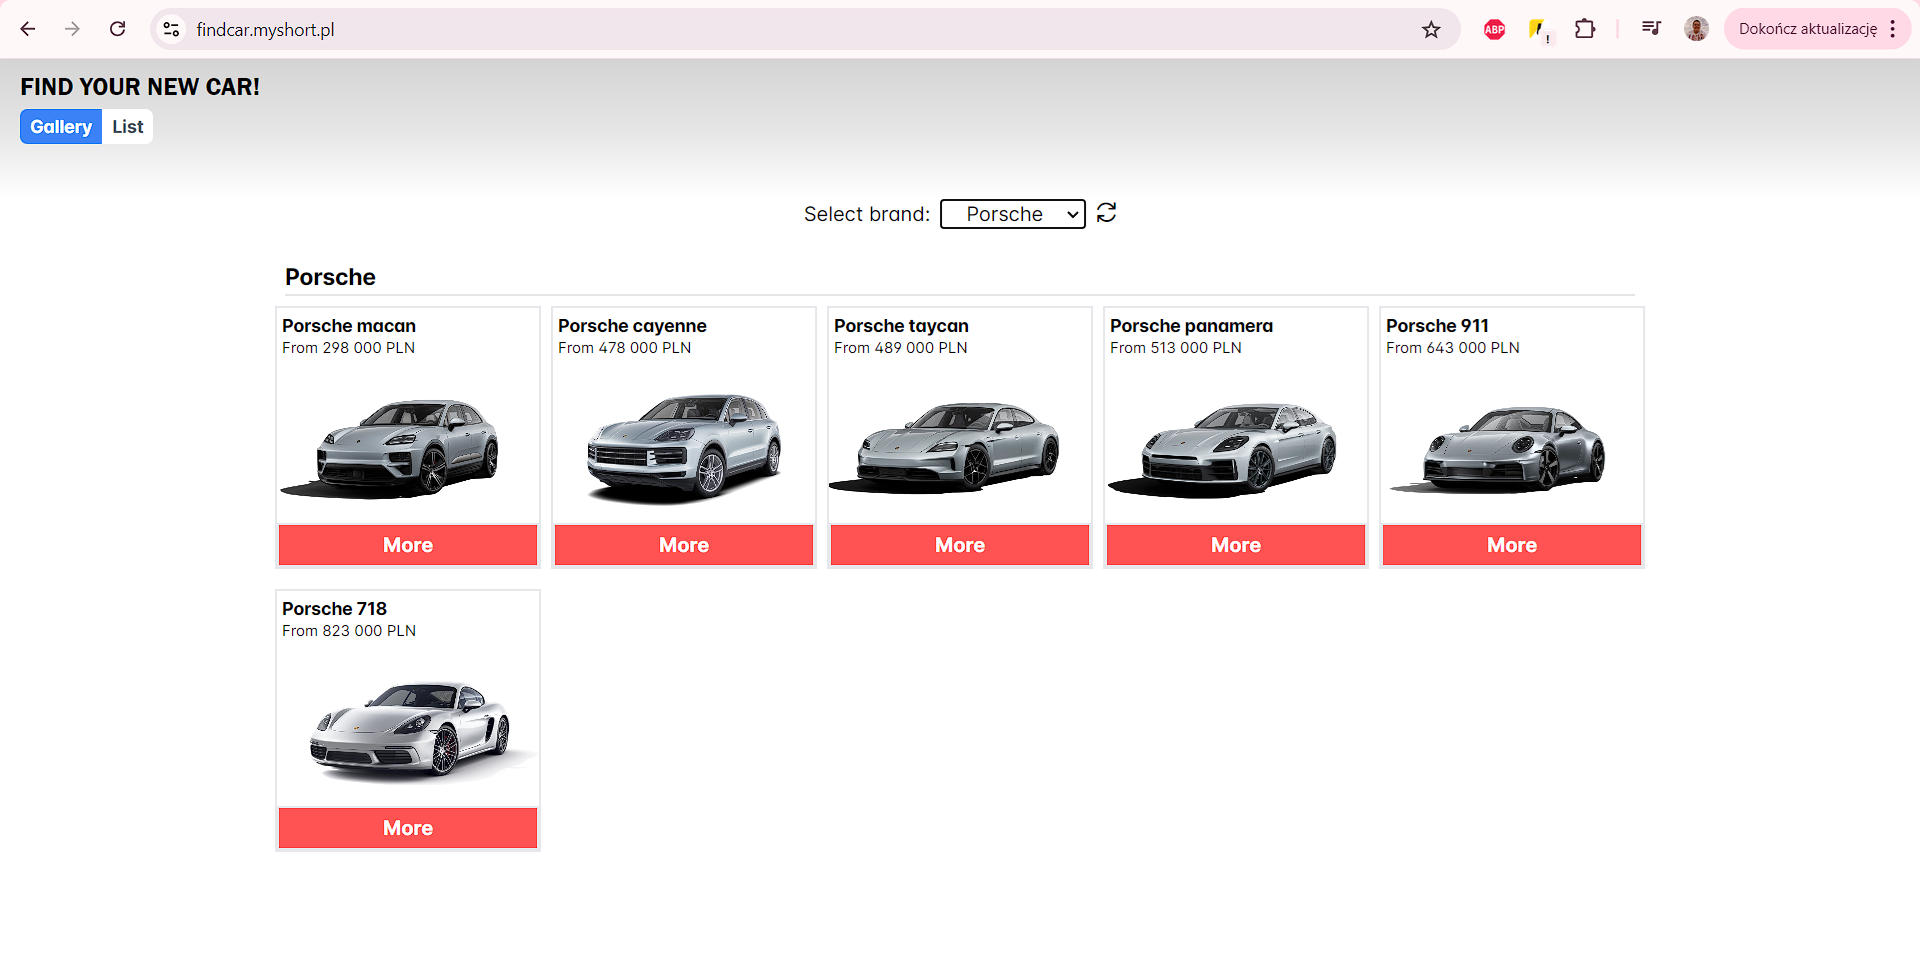 findcar.myshort.pl
ABP
!
Dokończ aktualizację
FIND YOUR NEW CAR!
Gallery List
Select brand: Porsche
Porsche
Porsche macan
From 298 000 PLN
More
Porsche cayenne
From 478 000 PLN
More
Porsche taycan
From 489 000 PLN
More
Porsche panamera
From 513 000 PLN
More
Porsche 911
From 643 000 PLN
More
Porsche 718
From 823 000 PLN
More